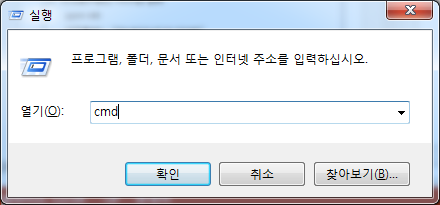 실행
프로그램, 폴더, 문서 또는 인터넷 주소를 입력하십시오.
열기(O): cmd
확인 취소 찾아보기(B)...